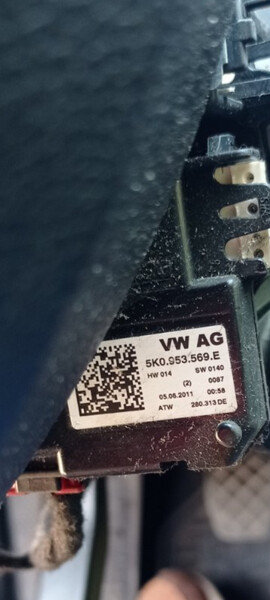 VW AG
5K0.953.569.E
HW 014 SW 0140
(2) 0087
05.06.2011 00:58
ATW 280.313 DE